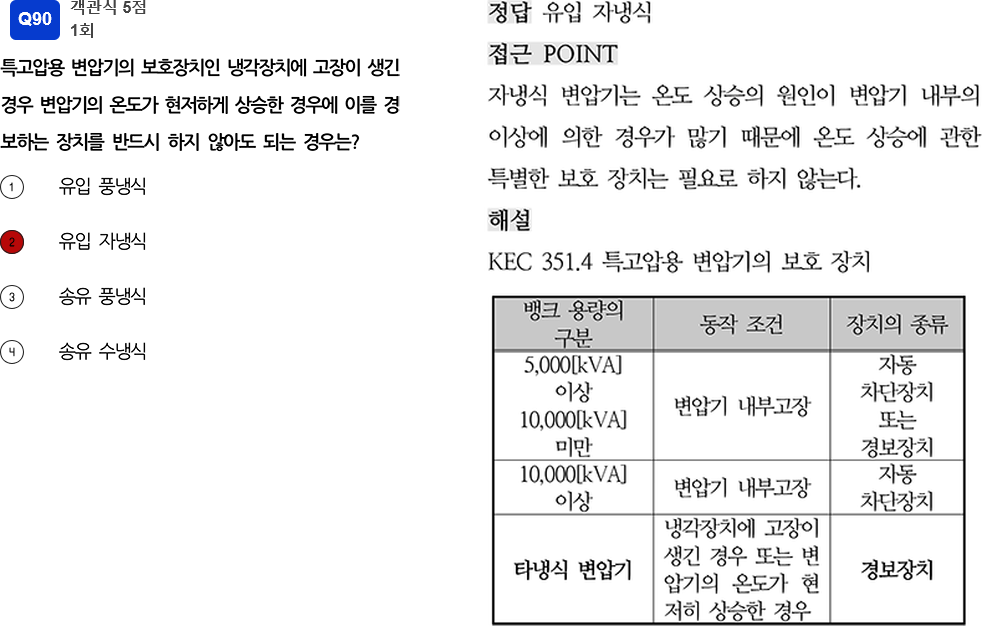 Q90
객관식 5점
1회
특고압용 변압기의 보호장치인 냉각장치에 고장이 생긴
경우 변압기의 온도가 현저하게 상승한 경우에 이를 경
보하는 장치를 반드시 하지 않아도 되는 경우는?
1 유입 풍냉식
2 유입 자냉식
3 송유 풍냉식
4 송유 수냉식
정답 유입 자냉식
접근 POINT
자냉식 변압기는 온도 상승의 원인이 변압기 내부의
이상에 의한 경우가 많기 때문에 온도 상승에 관한
특별한 보호 장치는 필요로 하지 않는다.
해설
KEC 351.4 특고압용 변압기의 보호 장치
뱅크 용량의
구분
동작 조건
장치의 종류
5,000[kVA]
이상
10,000[kVA]
미만
변압기 내부고장
자동
차단장치
또는
경보장치
10,000[kVA]
이상
변압기 내부고장
자동
차단장치
타냉식 변압기
냉각장치에 고장이
생긴 경우 또는 변
압기의 온도가 현
저히 상승한 경우
경보장치